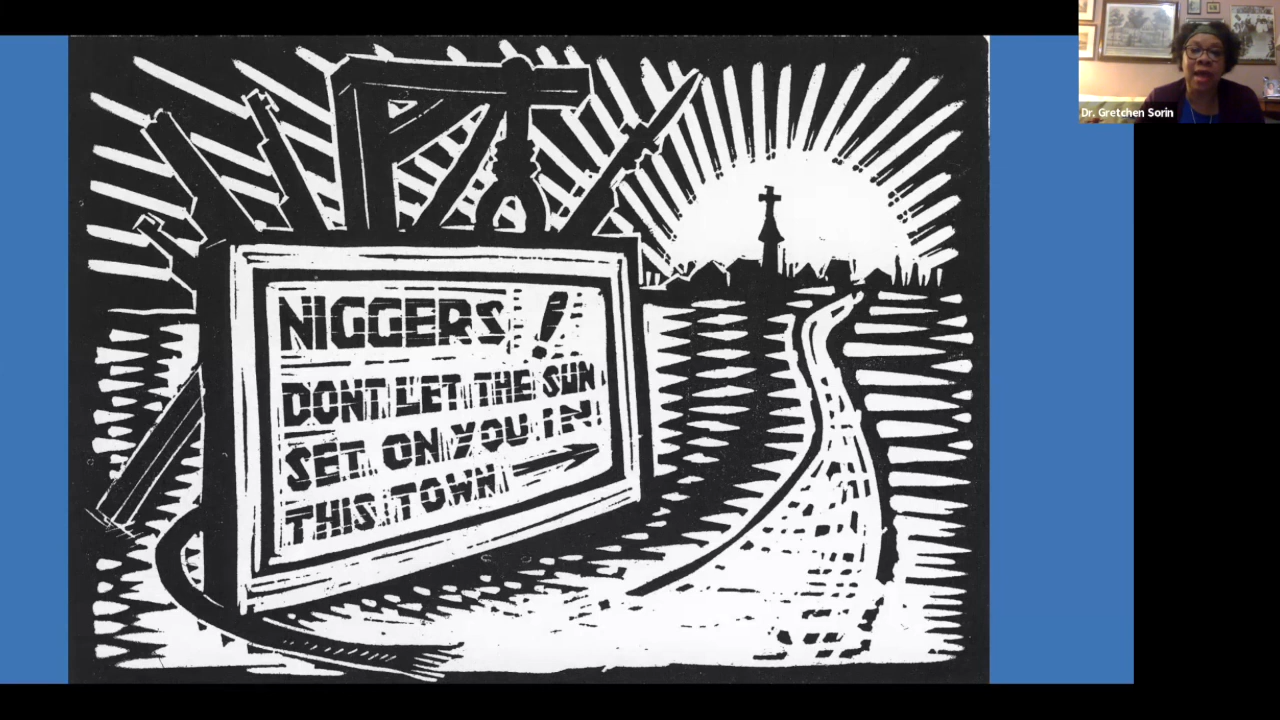 NIGGERS!
DONT LET THE SUN
SET ON YOU IN
THIS TOWN
Dr. Gretchen Sorin